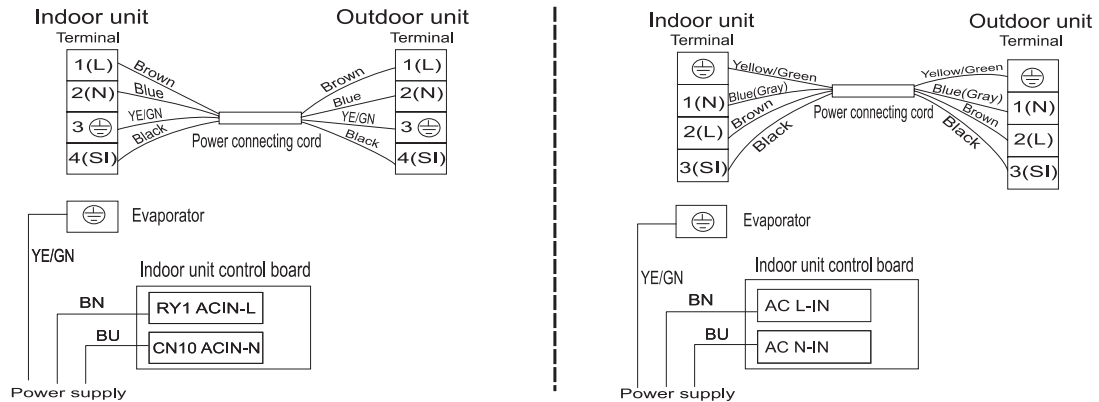 Indoor unit
Terminal
Outdoor unit
Terminal
1(L)
2(N)
3
4(SI)
Brown
Blue
YE/GN
Black
Power connecting cord
Brown
Blue
YE/GN
Black
1(L)
2(N)
3
4(SI)
Evaporator
YE/GN
Indoor unit control board
BN
RY1 ACIN-L
BU
CN10 ACIN-N
Power supply
Indoor unit
Terminal
Outdoor unit
Terminal
1(N)
2(L)
3(SI)
Yellow/Green
Blue(Gray)
Brown
Black
Power connecting cord
Yellow/Green
Blue(Gray)
Brown
Black
1(N)
2(L)
3(SI)
Evaporator
YE/GN
Indoor unit control board
BN
AC L-IN
BU
AC N-IN
Power supply